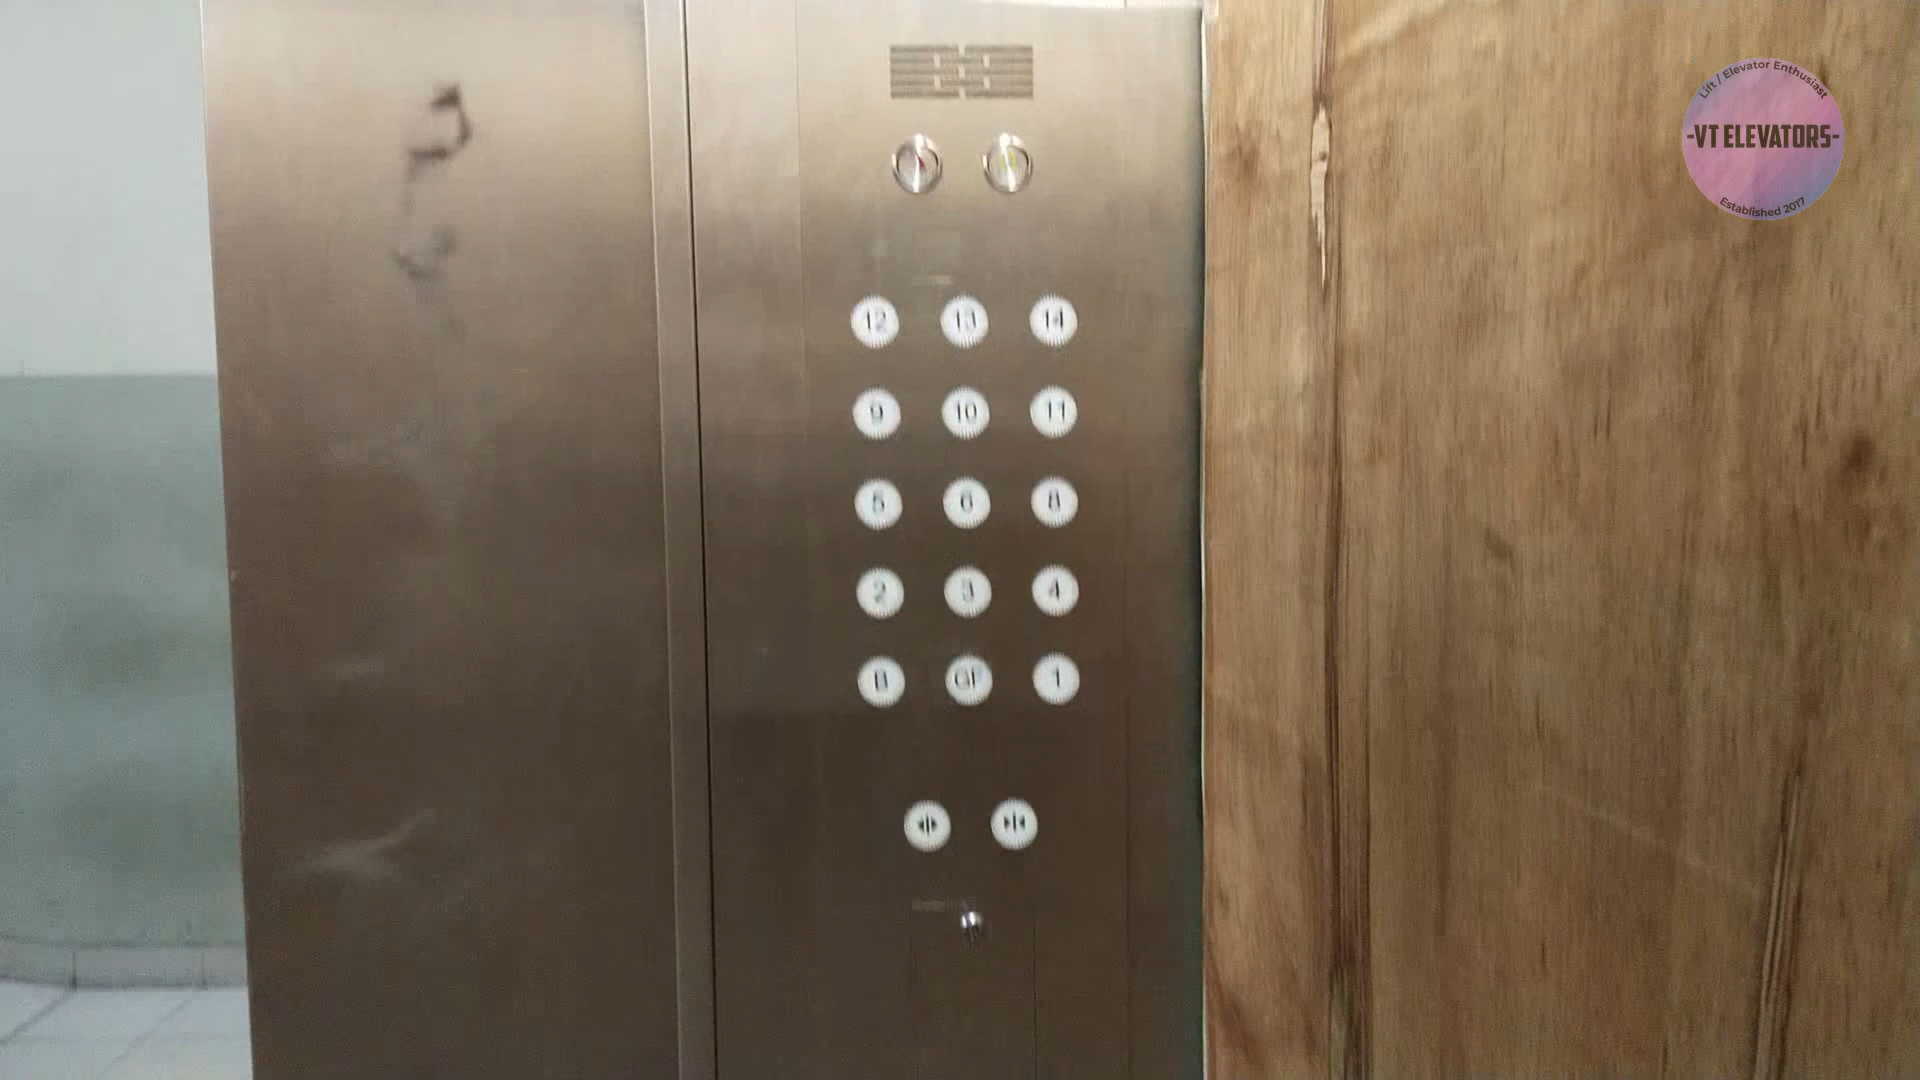 Lift / Elevator Enthusiast
-VT ELEVATORS-
Established 2017
12 13 14
9 10 11
5 6 8
2 3 4
B GF 1